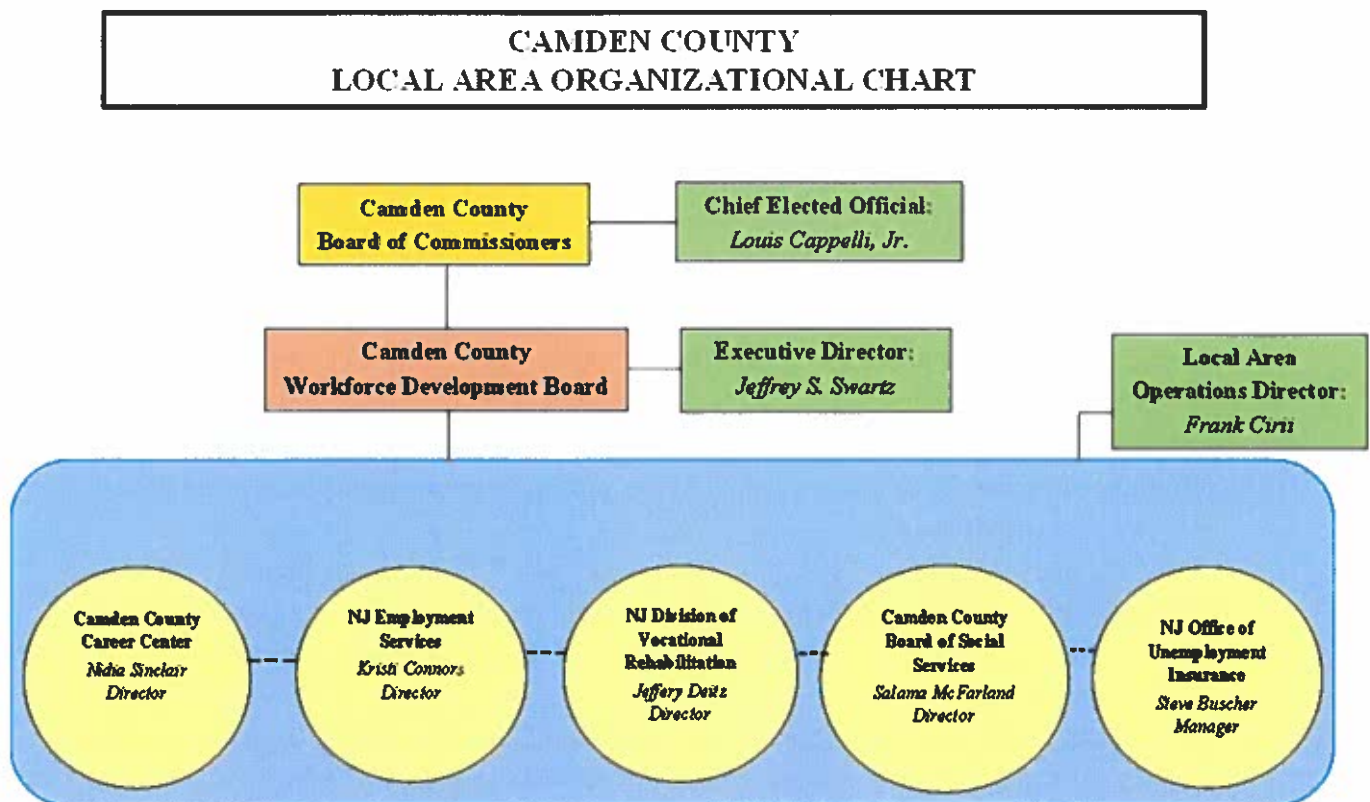 CAMDEN COUNTY
LOCAL AREA ORGANIZATIONAL CHART
Camden County
Board of Commissioners
Chief Elected Official:
Louis Cappelli, Jr.
Camden County
Workforce Development Board
Executive Director:
Jeffrey S. Swartz
Local Area
Operations Director:
Frank Cirii
Camden County
Career Center
Nidia Sinclair
Director
NJ Employment
Services
Kristi Connors
Director
NJ Division of
Vocational
Rehabilitation
Jeffery Deitz
Director
Camden County
Board of Social
Services
Salama McFarland
Director
NJ Office of
Unemployment
Insurance
Steve Buscher
Manager